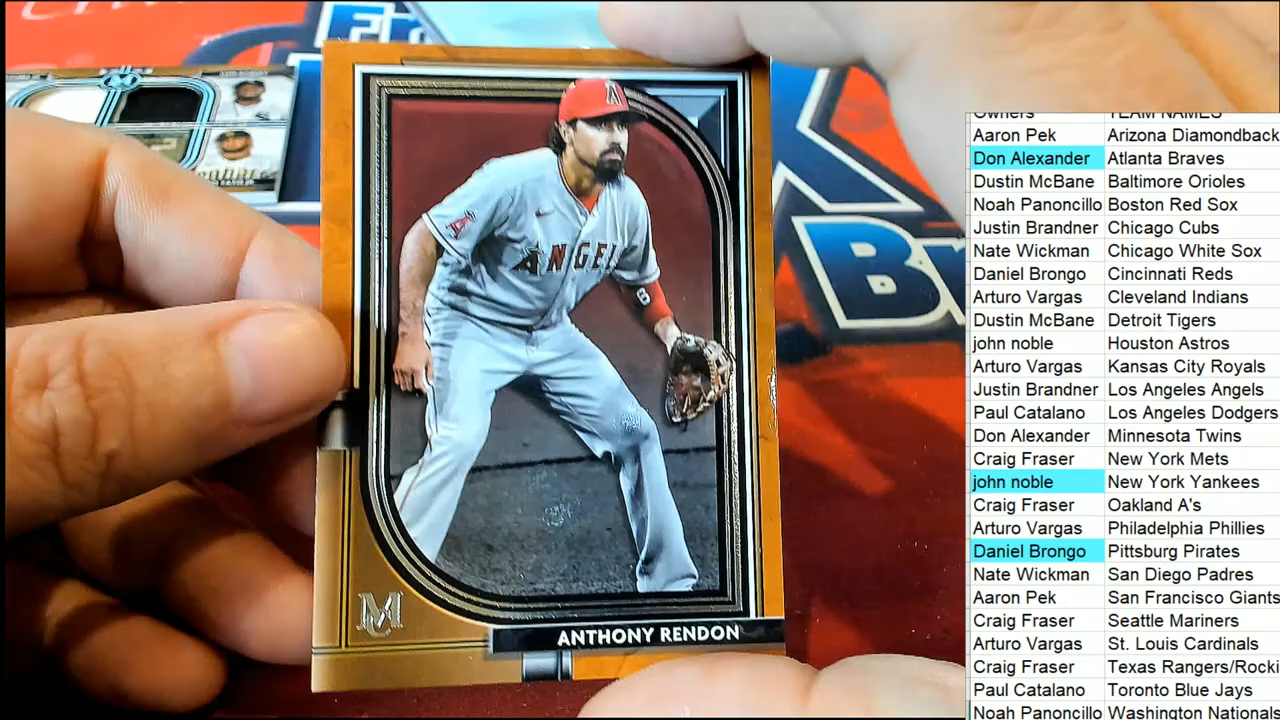 A
A
ANGEL
6
MC
ANTHONY RENDON
Bi
Owners TEAM NAMES
Aaron Pek Arizona Diamondback
Don Alexander Atlanta Braves
Dustin McBane Baltimore Orioles
Noah Panoncillo Boston Red Sox
Justin Brandner Chicago Cubs
Nate Wickman Chicago White Sox
Daniel Brongo Cincinnati Reds
Arturo Vargas Cleveland Indians
Dustin McBane Detroit Tigers
john noble Houston Astros
Arturo Vargas Kansas City Royals
Justin Brandner Los Angeles Angels
Paul Catalano Los Angeles Dodgers
Don Alexander Minnesota Twins
Craig Fraser New York Mets
john noble New York Yankees
Craig Fraser Oakland A's
Arturo Vargas Philadelphia Phillies
Daniel Brongo Pittsburg Pirates
Nate Wickman San Diego Padres
Aaron Pek San Francisco Giants
Craig Fraser Seattle Mariners
Arturo Vargas St. Louis Cardinals
Craig Fraser Texas Rangers/Rocki
Paul Catalano Toronto Blue Jays
Noah Panoncillo Washington Nationals